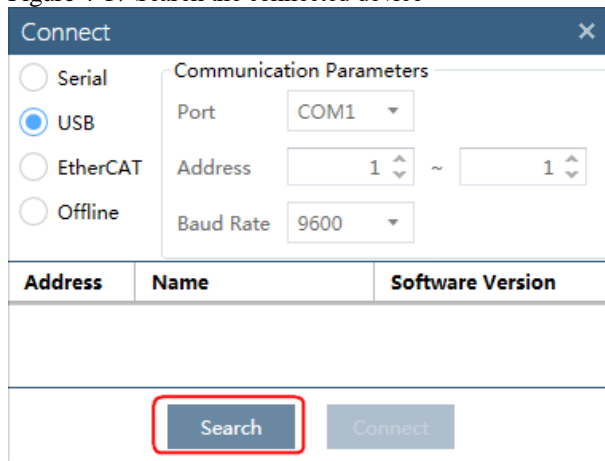 Connect ×
Serial
USB
EtherCAT
Offline
Communication Parameters
Port COM1
Address 1 ~ 1
Baud Rate 9600
Address Name Software Version
Search Connect